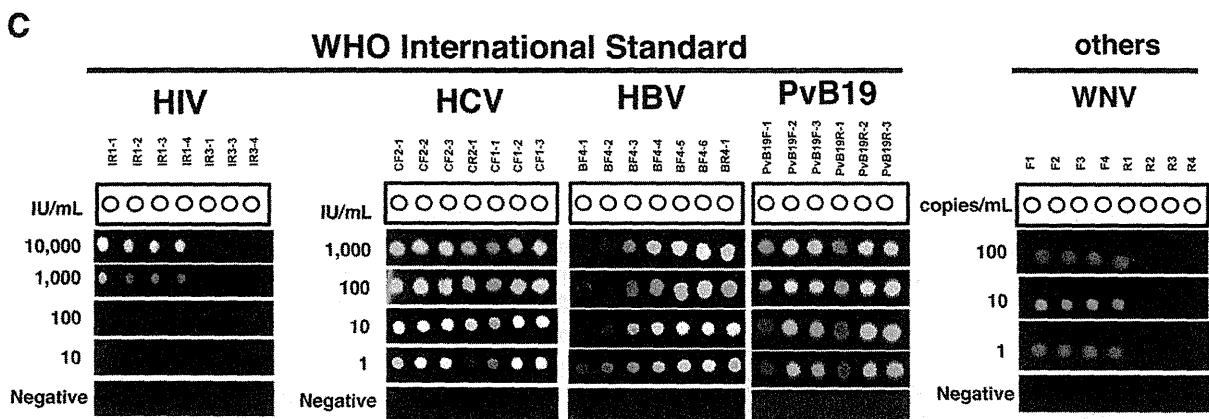 C
WHO International Standard
others
HIV
HCV
HBV
PvB19
WNV
IR1-1
IR1-2
IR1-3
IR1-4
IR3-1
IR3-3
IR3-4
CF2-1
CF2-2
CF2-3
CR2-1
CF1-1
CF1-2
CF1-3
BF4-1
BF4-2
BF4-3
BF4-4
BF4-5
BF4-6
BR4-1
PvB19F-1
PvB19F-2
PvB19F-3
PvB19R-1
PvB19R-2
PvB19R-3
F1
F2
F3
F4
R1
R2
R3
R4
IU/mL
10,000
1,000
100
10
Negative
IU/mL
1,000
100
10
1
Negative
copies/mL
100
10
1
Negative